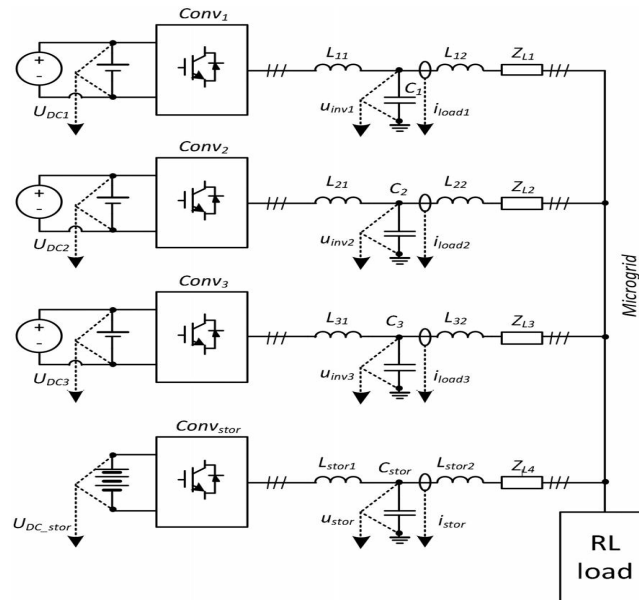 Conv1
L11
L12
ZL1
+
-
C1
UDC1
uinv1
iload1
Conv2
L21
C2
L22
ZL2
+
-
UDC2
uinv2
iload2
Microgrid
Conv3
L31
C3
L32
ZL3
+
-
UDC3
uinv3
iload3
Convstor
Lstor1
Cstor
Lstor2
ZL4
UDC_stor
ustor
istor
RL
load